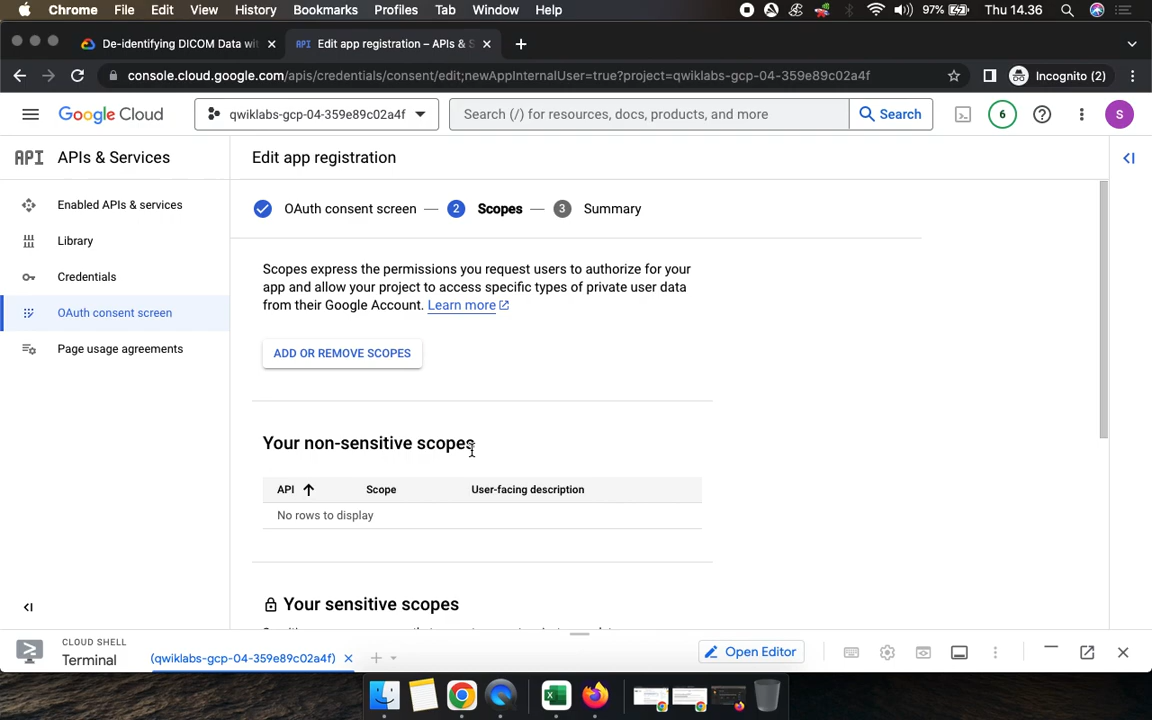 Chrome File Edit View History Bookmarks Profiles Tab Window Help 97% Thu 14.36
De-identifying DICOM Data wit Edit app registration – APIs & S
console.cloud.google.com/apis/credentials/consent/edit;newAppInternalUser=true?project=qwiklabs-gcp-04-359e89c02a4f Incognito (2)
Google Cloud qwiklabs-gcp-04-359e89c02a4f Search (/) for resources, docs, products, and more Search 6 S
API APIs & Services Edit app registration
Enabled APIs & services OAuth consent screen — 2 Scopes — 3 Summary
Library
Scopes express the permissions you request users to authorize for your
Credentials app and allow your project to access specific types of private user data
from their Google Account. Learn more
OAuth consent screen
Page usage agreements ADD OR REMOVE SCOPES
Your non-sensitive scopes
API Scope User-facing description
No rows to display
Your sensitive scopes
CLOUD SHELL
Terminal (qwiklabs-gcp-04-359e89c02a4f) Open Editor